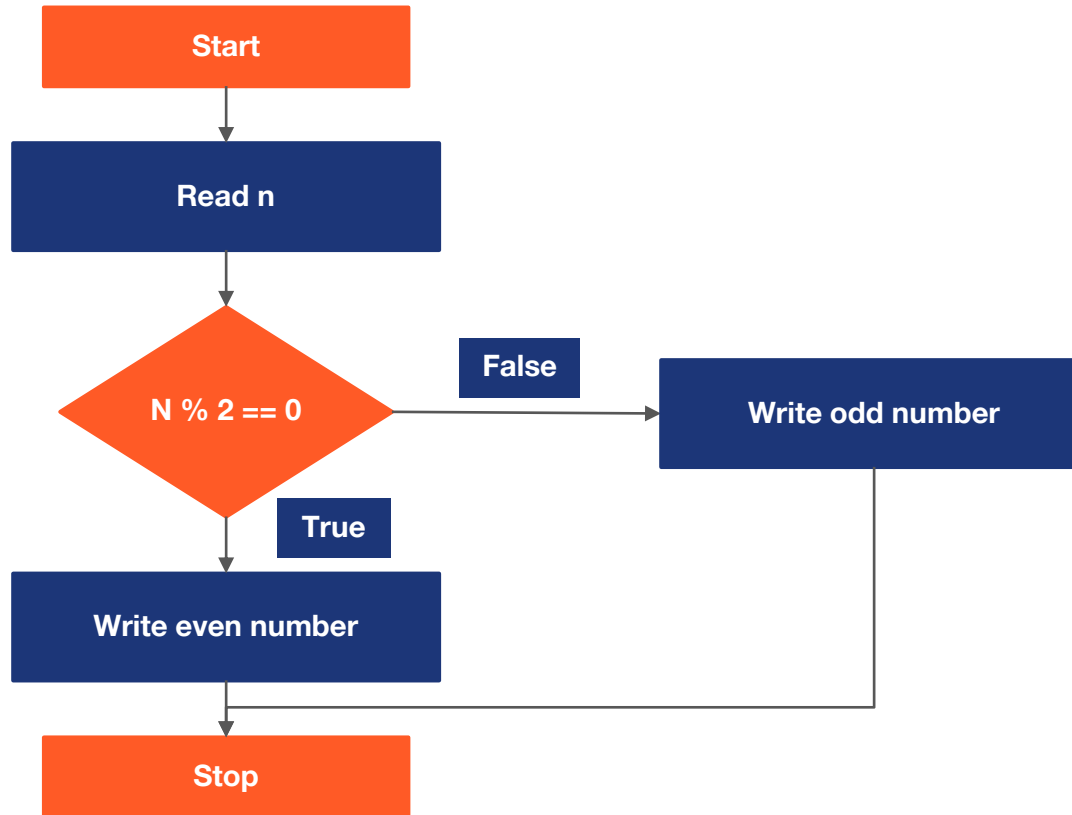 Start
Read n
False
N % 2 == 0
Write odd number
True
Write even number
Stop